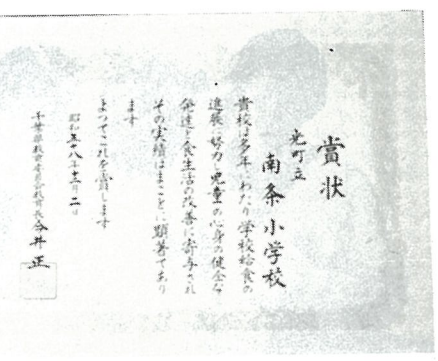 賞状
光町立
南条小学校
貴校は多年にわたり学校給食の
進展に努力し児童の心身の健全な
発達と食生活の改善に寄与され
その実績はまことに顕著であり
ます
よつてこれを賞します
昭和五十八年十二月二日
千葉県教育委員会教育長 今井正